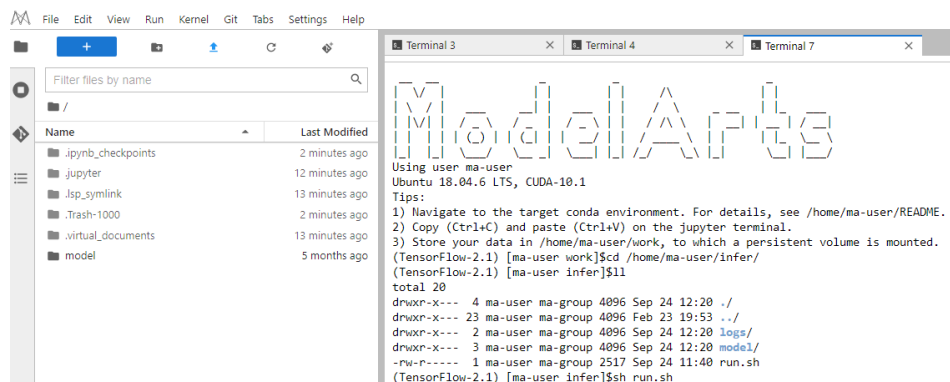 File Edit View Run Kernel Git Tabs Settings Help
+
Filter files by name
/
Name Last Modified
.ipynb_checkpoints 2 minutes ago
.jupyter 12 minutes ago
.lsp_symlink 13 minutes ago
.Trash-1000 2 minutes ago
.virtual_documents 13 minutes ago
model 5 months ago
Terminal 3 Terminal 4 Terminal 7
ModelArts
Using user ma-user
Ubuntu 18.04.6 LTS, CUDA-10.1
Tips:
1) Navigate to the target conda environment. For details, see /home/ma-user/README.
2) Copy (Ctrl+C) and paste (Ctrl+V) on the jupyter terminal.
3) Store your data in /home/ma-user/work, to which a persistent volume is mounted.
(TensorFlow-2.1) [ma-user work]$cd /home/ma-user/infer/
(TensorFlow-2.1) [ma-user infer]$ll
total 20
drwxr-x--- 4 ma-user ma-group 4096 Sep 24 12:20 ./
drwxr-x--- 23 ma-user ma-group 4096 Feb 23 19:53 ../
drwxr-x--- 2 ma-user ma-group 4096 Sep 24 12:20 logs/
drwxr-x--- 3 ma-user ma-group 4096 Sep 24 12:20 model/
-rw-r----- 1 ma-user ma-group 2517 Sep 24 11:40 run.sh
(TensorFlow-2.1) [ma-user infer]$sh run.sh